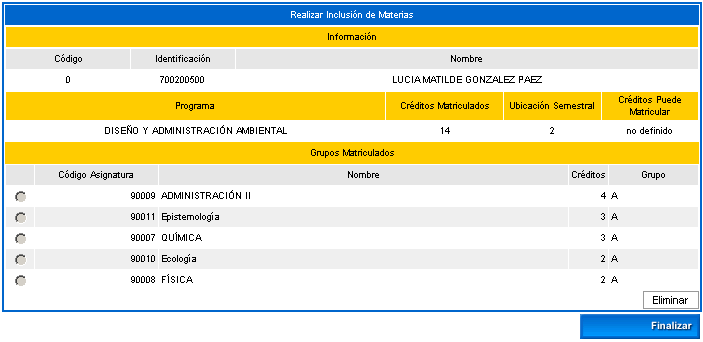 Realizar Inclusión de Materias
Información
Código Identificación Nombre
0 700200500 LUCIA MATILDE GONZALEZ PAEZ
Programa Créditos Matriculados Ubicación Semestral Créditos Puede Matricular
DISEÑO Y ADMINISTRACIÓN AMBIENTAL 14 2 no definido
Grupos Matriculados
Código Asignatura Nombre Créditos Grupo
90009 ADMINISTRACIÓN II 4 A
90011 Epistemología 3 A
90007 QUÍMICA 3 A
90010 Ecología 2 A
90008 FÍSICA 2 A
Eliminar
Finalizar